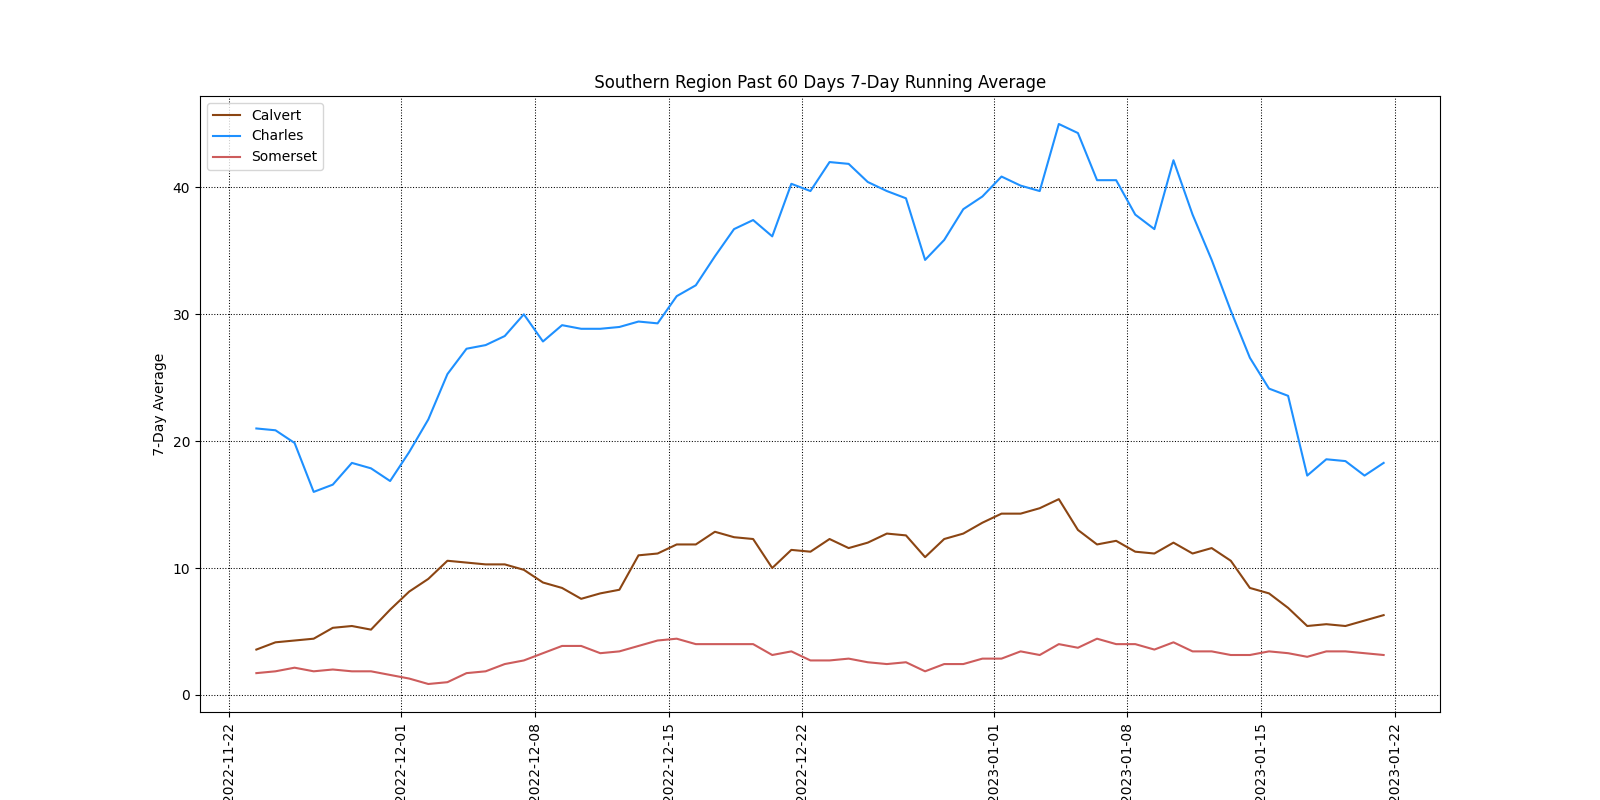 Southern Region Past 60 Days 7-Day Running Average
Calvert
Charles
Somerset
7-Day Average
40
30
20
10
0
2022-11-22
2022-12-01
2022-12-08
2022-12-15
2022-12-22
2023-01-01
2023-01-08
2023-01-15
2023-01-22